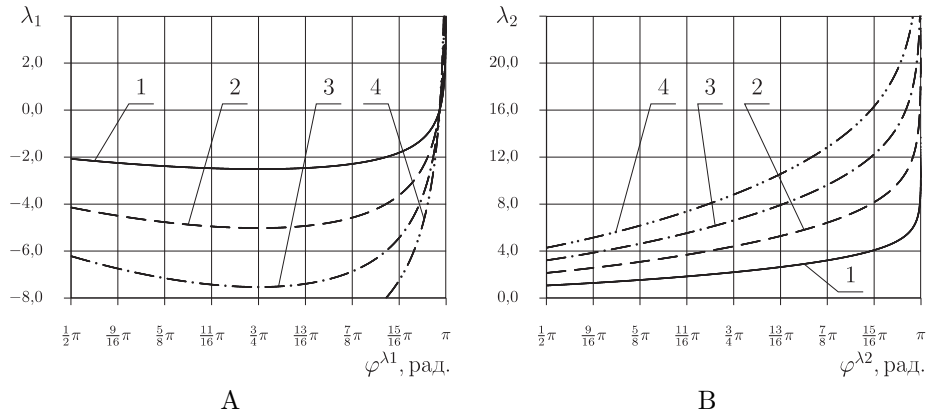 λ₁
2,0
0,0
−2,0
−4,0
−6,0
−8,0
1 2 3 4
½π 9/16π 5/8π 11/16π 3/4π 13/16π 7/8π 15/16π π
φ^λ1, рад.
A
λ₂
20,0
16,0
12,0
8,0
4,0
0,0
4 3 2
1
½π 9/16π 5/8π 11/16π 3/4π 13/16π 7/8π 15/16π π
φ^λ2, рад.
B